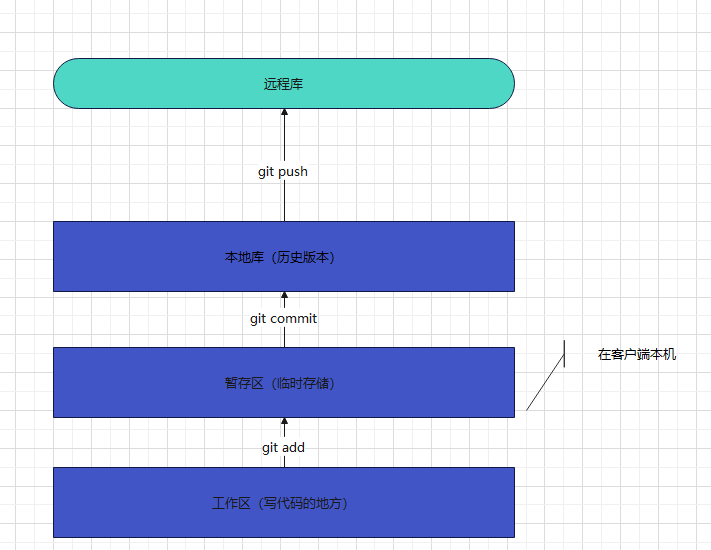 远程库
git push
本地库（历史版本）
git commit
暂存区（临时存储）
在客户端本机
git add
工作区（写代码的地方）